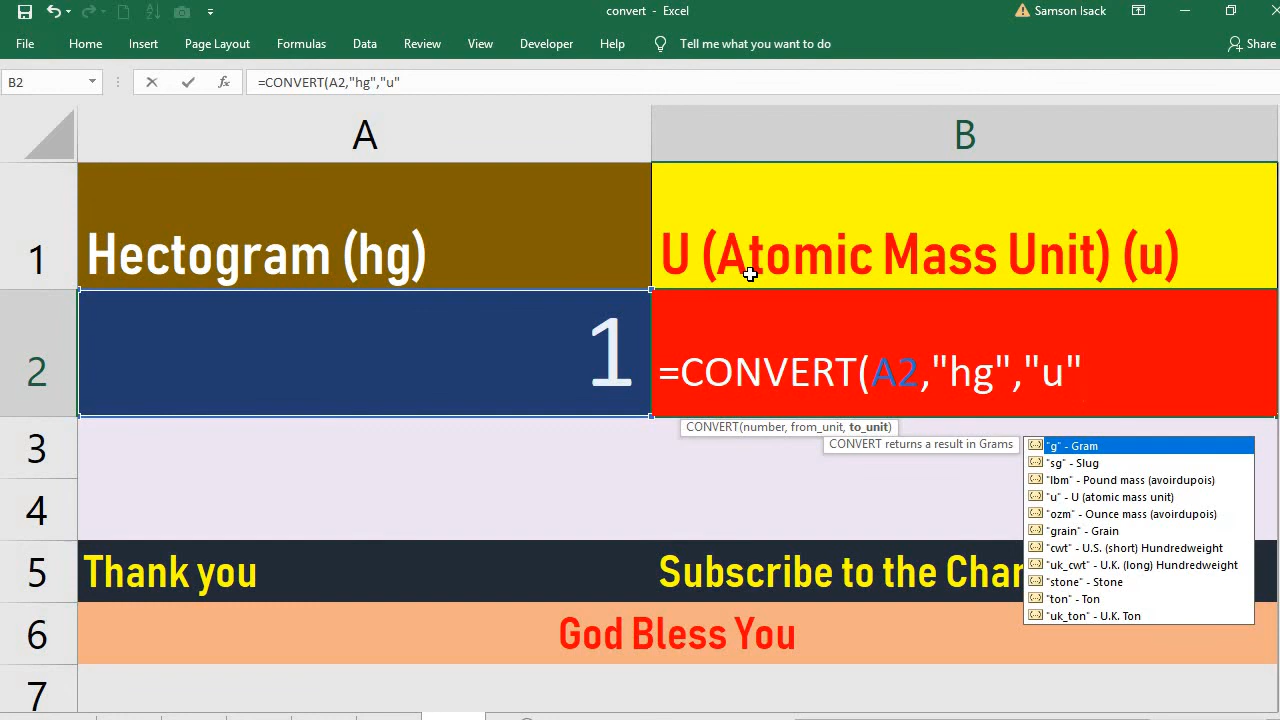 convert - Excel
Samson Isack
File Home Insert Page Layout Formulas Data Review View Developer Help Tell me what you want to do Share
B2 fx =CONVERT(A2,"hg","u"
A B
1 Hectogram (hg) U (Atomic Mass Unit) (u)
2 1 =CONVERT(A2,"hg","u"
CONVERT(number, from_unit, to_unit)
CONVERT returns a result in Grams
"g" - Gram
"sg" - Slug
"lbm" - Pound mass (avoirdupois)
"u" - U (atomic mass unit)
"ozm" - Ounce mass (avoirdupois)
"grain" - Grain
"cwt" - U.S. (short) Hundredweight
"uk_cwt" - U.K. (long) Hundredweight
"stone" - Stone
"ton" - Ton
"uk_ton" - U.K. Ton
3
4
5 Thank you Subscribe to the Chan
6 God Bless You
7